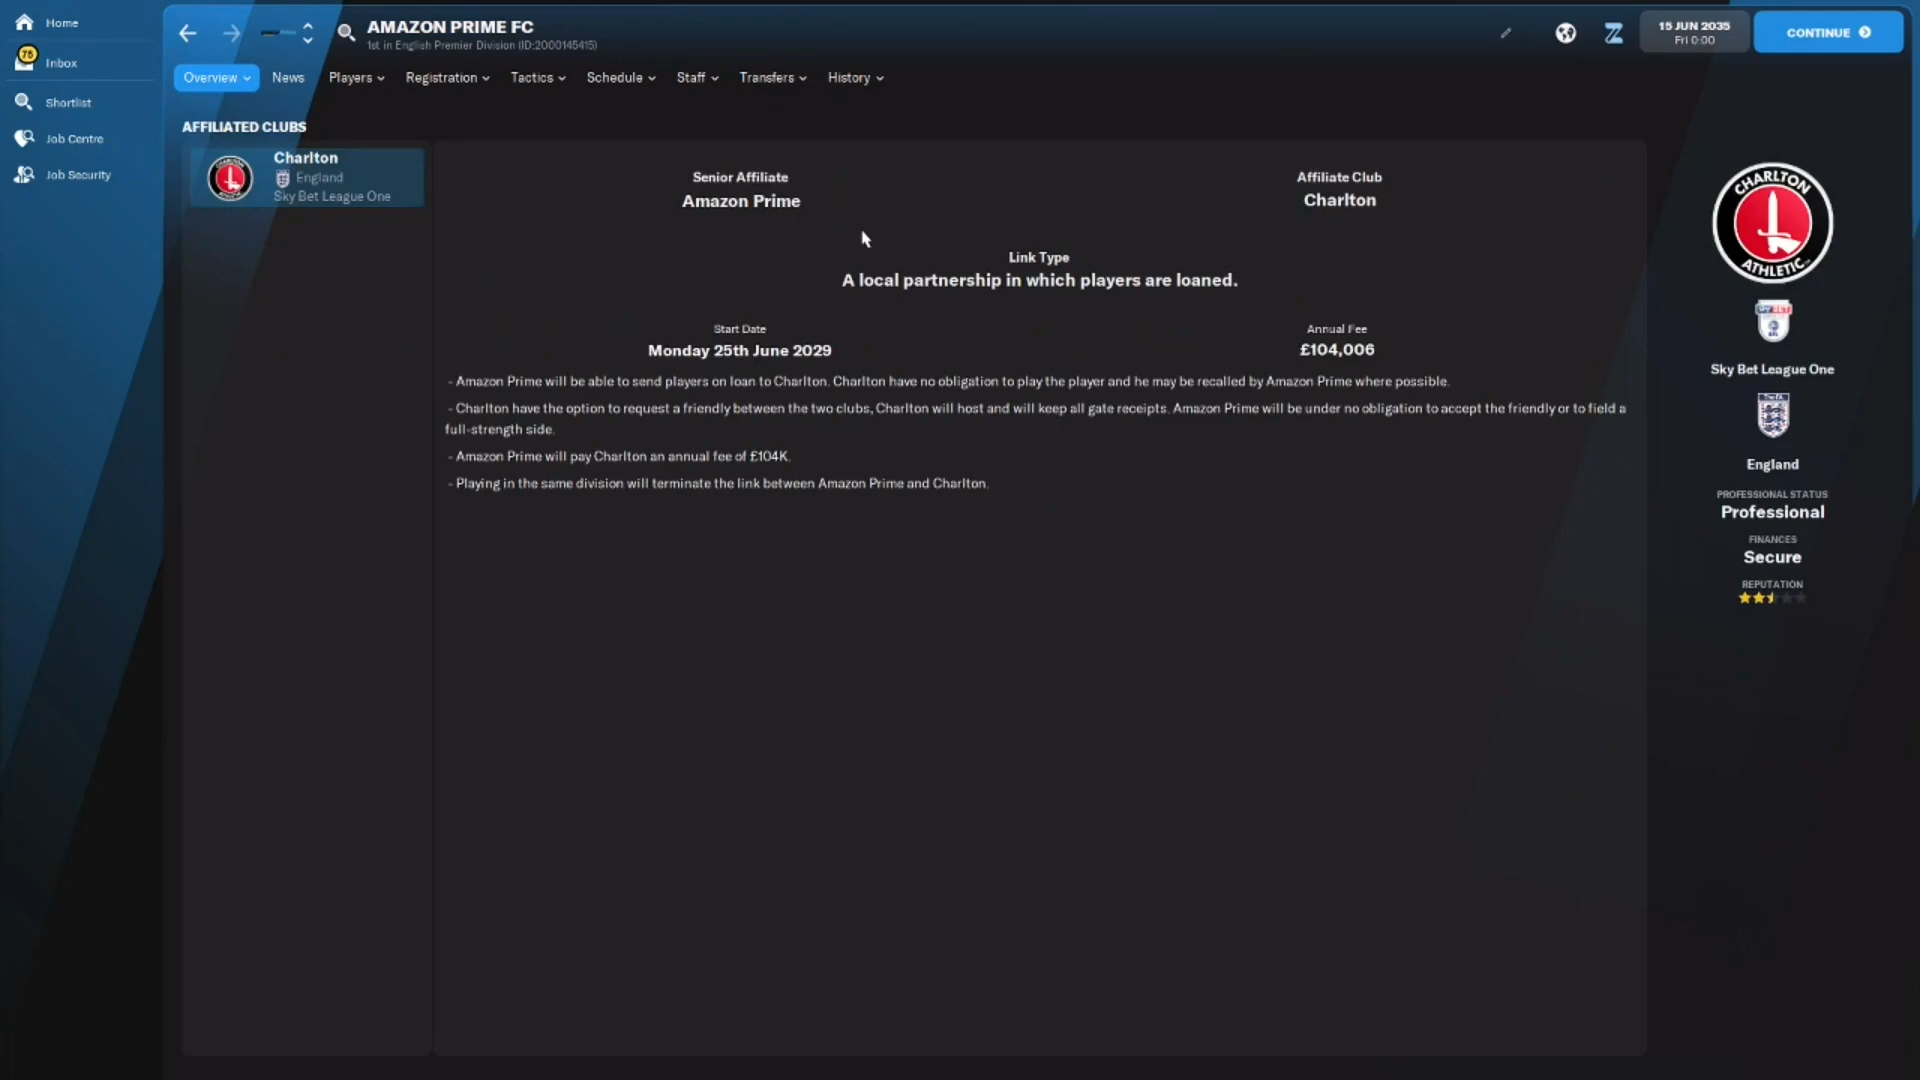 Home
75
Inbox
Shortlist
Job Centre
Job Security
AMAZON PRIME FC
1st in English Premier Division (ID:2000145415)
15 JUN 2035
Fri 0:00
CONTINUE
Overview
News
Players
Registration
Tactics
Schedule
Staff
Transfers
History
AFFILIATED CLUBS
Charlton
England
Sky Bet League One
Senior Affiliate
Amazon Prime
Affiliate Club
Charlton
Link Type
A local partnership in which players are loaned.
Start Date
Monday 25th June 2029
Annual Fee
£104,006
- Amazon Prime will be able to send players on loan to Charlton. Charlton have no obligation to play the player and he may be recalled by Amazon Prime where possible.
- Charlton have the option to request a friendly between the two clubs, Charlton will host and will keep all gate receipts. Amazon Prime will be under no obligation to accept the friendly or to field a
full-strength side.
- Amazon Prime will pay Charlton an annual fee of £104K.
- Playing in the same division will terminate the link between Amazon Prime and Charlton.
CHARLTON
ATHLETIC
Sky Bet League One
England
PROFESSIONAL STATUS
Professional
FINANCES
Secure
REPUTATION